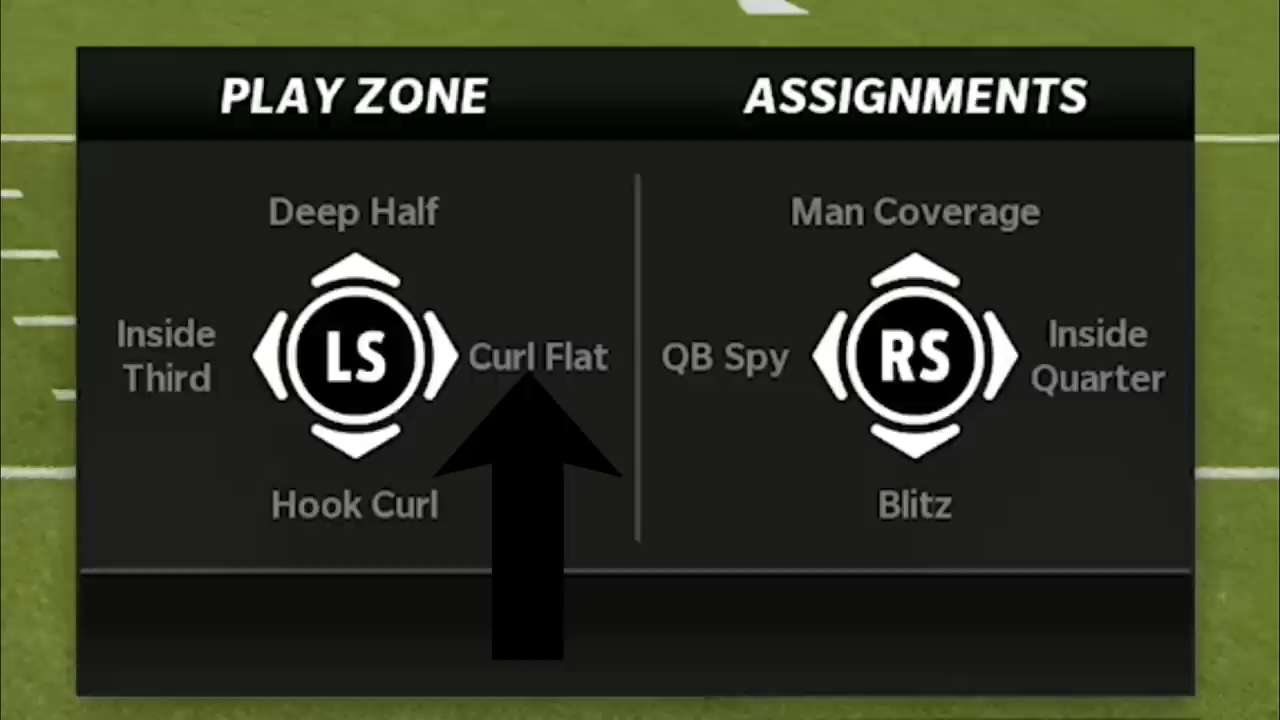 PLAY ZONE
ASSIGNMENTS
Deep Half
Man Coverage
Inside
Third
LS
Curl Flat
QB Spy
RS
Inside
Quarter
Hook Curl
Blitz